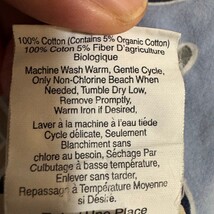 100% Cotton (Contains 5% Organic Cotton)
100% Coton 5% Fiber D'agriculture
Biologique
Machine Wash Warm, Gentle Cycle,
Only Non-Chlorine Beach When
Needed, Tumble Dry Low,
Remove Promptly,
Warm Iron if Desired,
Laver à la machine à l'eau tiède
Cycle délicate, Seulement
Blanchiment sans
chlore au besoin, Séchage Par
Culbutage à basse température,
Enlever sans tarder,
Repassage à Température Moyenne
si Désire.
Use Place